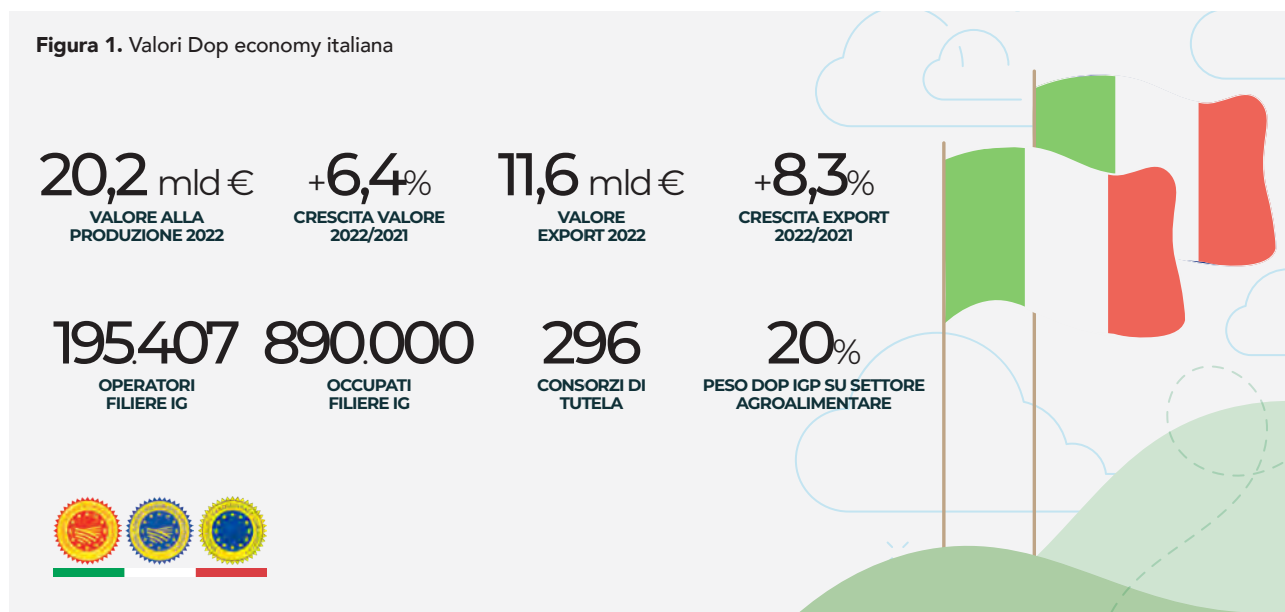 Figura 1. Valori Dop economy italiana
20,2 mld €
VALORE ALLA
PRODUZIONE 2022
+6,4%
CRESCITA VALORE
2022/2021
11,6 mld €
VALORE
EXPORT 2022
+8,3%
CRESCITA EXPORT
2022/2021
195.407
OPERATORI
FILIERE IG
890.000
OCCUPATI
FILIERE IG
296
CONSORZI DI
TUTELA
20%
PESO DOP IGP SU SETTORE
AGROALIMENTARE